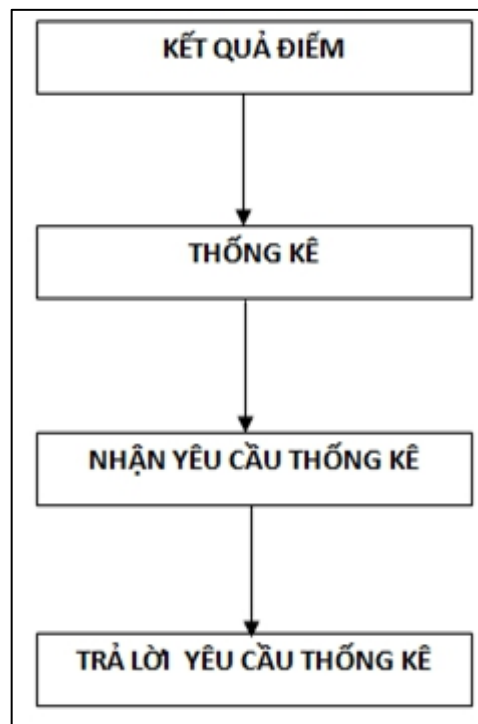 KẾT QUẢ ĐIỂM
THỐNG KÊ
NHẬN YÊU CẦU THỐNG KÊ
TRẢ LỜI YÊU CẦU THỐNG KÊ